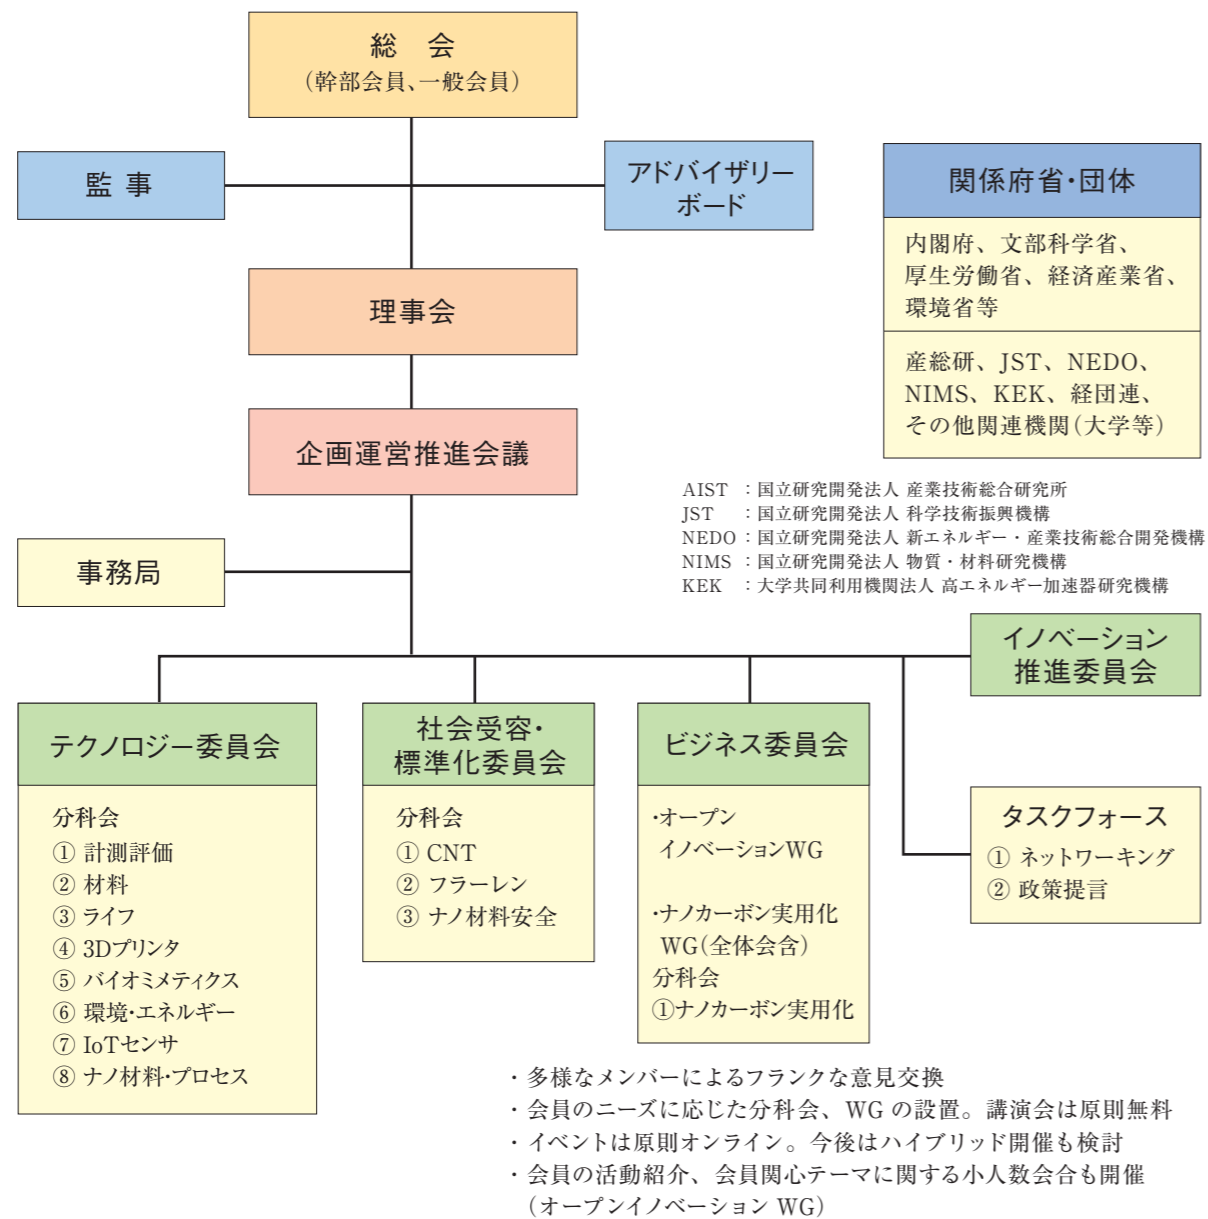 総　会
（幹部会員、一般会員）
監 事
アドバイザリー
ボード
関係府省・団体
内閣府、文部科学省、
厚生労働省、経済産業省、
環境省等
産総研、JST、NEDO、
NIMS、KEK、経団連、
その他関連機関（大学等）
理事会
企画運営推進会議
AIST ：国立研究開発法人 産業技術総合研究所
JST ：国立研究開発法人 科学技術振興機構
NEDO：国立研究開発法人 新エネルギー・産業技術総合開発機構
NIMS ：国立研究開発法人 物質・材料研究機構
KEK ：大学共同利用機関法人 高エネルギー加速器研究機構
事務局
イノベーション
推進委員会
テクノロジー委員会
分科会
① 計測評価
② 材料
③ ライフ
④ 3Dプリンタ
⑤ バイオミメティクス
⑥ 環境・エネルギー
⑦ IoTセンサ
⑧ ナノ材料・プロセス
社会受容・
標準化委員会
分科会
① CNT
② フラーレン
③ ナノ材料安全
ビジネス委員会
・オープン
イノベーションWG
・ナノカーボン実用化
WG（全体会含）
分科会
①ナノカーボン実用化
タスクフォース
① ネットワーキング
② 政策提言
・多様なメンバーによるフランクな意見交換
・会員のニーズに応じた分科会、WG の設置。講演会は原則無料
・イベントは原則オンライン。今後はハイブリッド開催も検討
・会員の活動紹介、会員関心テーマに関する小人数会合も開催
（オープンイノベーション WG）